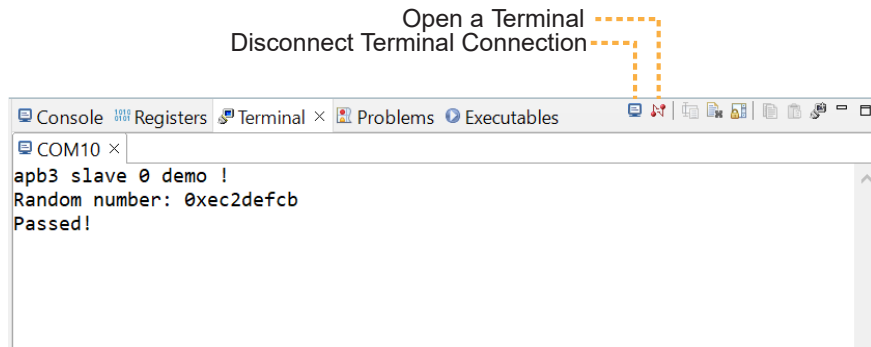 Open a Terminal
Disconnect Terminal Connection
Console Registers Terminal Problems Executables
COM10
apb3 slave 0 demo !
Random number: 0xec2defcb
Passed!